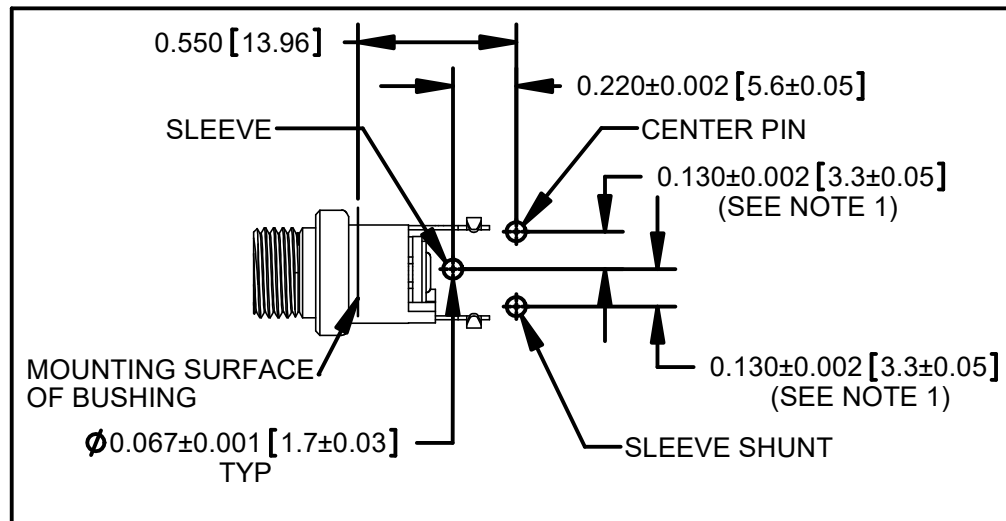 0.550 [13.96]
0.220±0.002 [5.6±0.05]
SLEEVE
CENTER PIN
0.130±0.002 [3.3±0.05]
(SEE NOTE 1)
MOUNTING SURFACE
OF BUSHING
0.130±0.002 [3.3±0.05]
(SEE NOTE 1)
Ø0.067±0.001 [1.7±0.03]
TYP
SLEEVE SHUNT